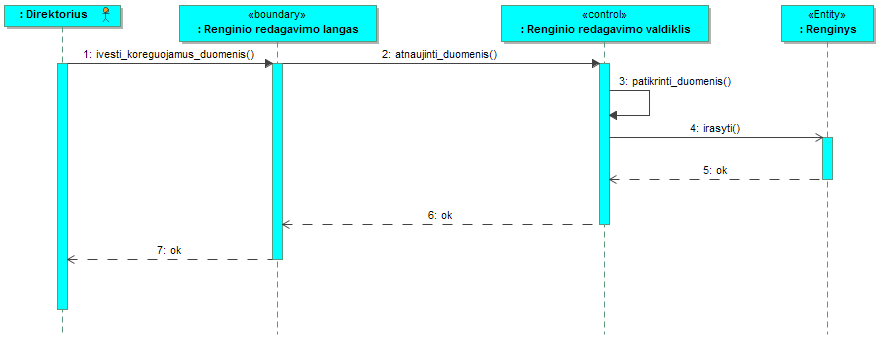 : Direktorius
«boundary»
: Renginio redagavimo langas
«control»
: Renginio redagavimo valdiklis
«Entity»
: Renginys
1: ivesti_koreguojamus_duomenis()
2: atnaujinti_duomenis()
3: patikrinti_duomenis()
4: irasyti()
5: ok
6: ok
7: ok